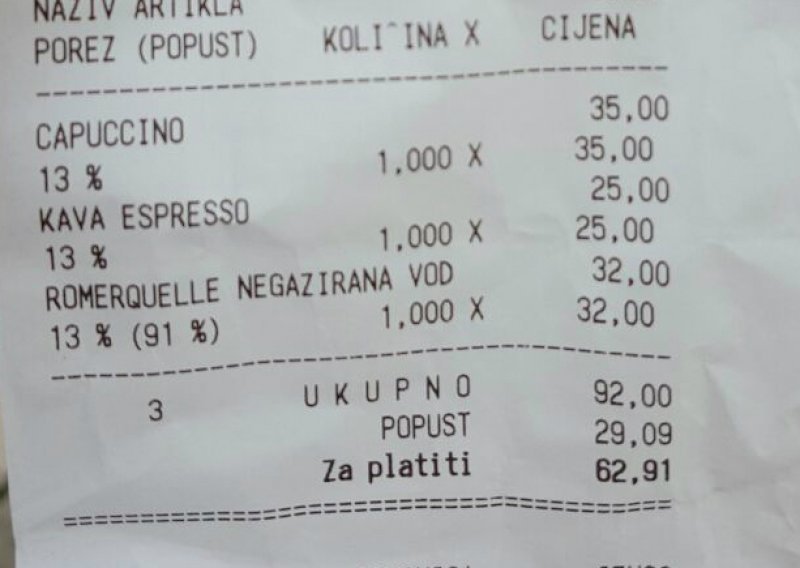 NAZIV ARTIKLA
POREZ (POPUST) KOLI^INA X CIJENA
CAPUCCINO 35,00
13 % 1,000 X 35,00
KAVA ESPRESSO 25,00
13 % 1,000 X 25,00
ROMERQUELLE NEGAZIRANA VOD 32,00
13 % (91 %) 1,000 X 32,00
3 U K U P N O 92,00
POPUST 29,09
Za platiti 62,91